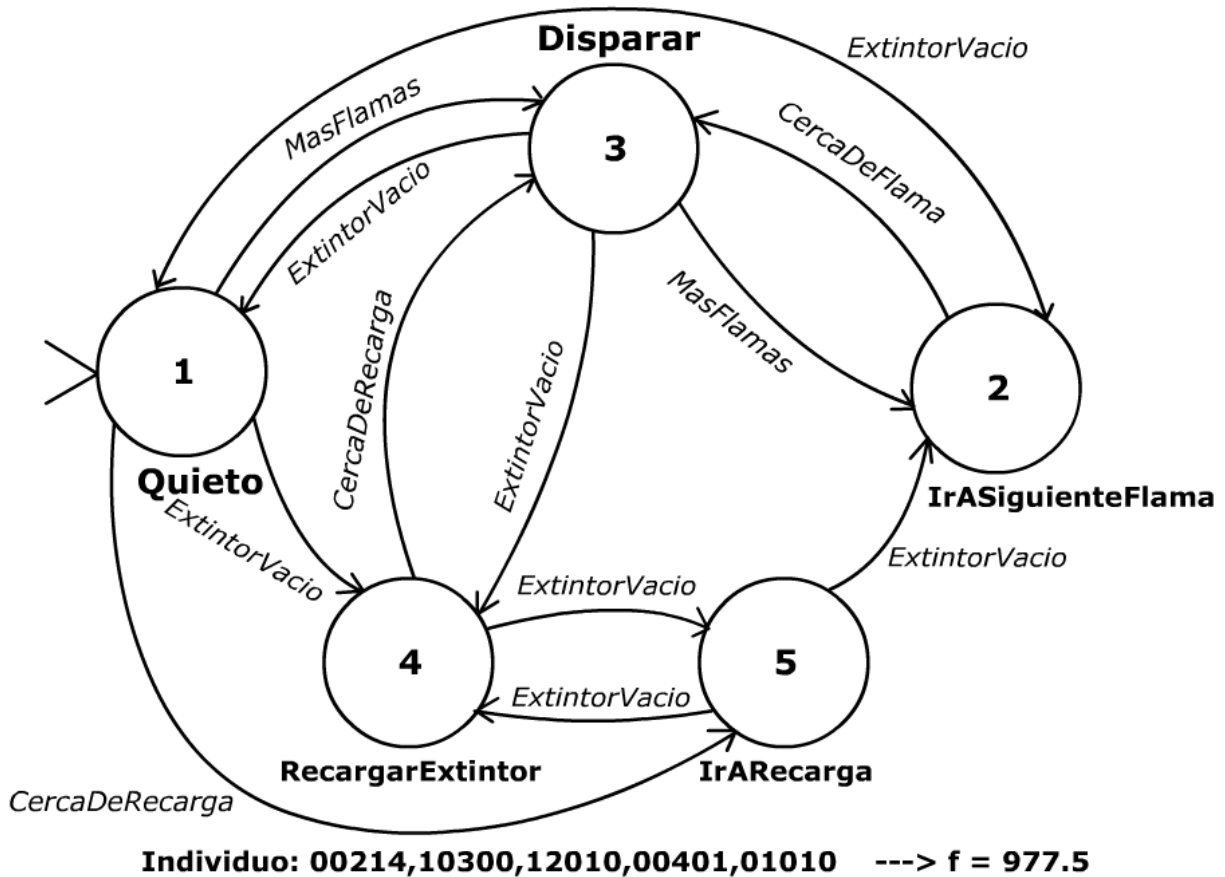 Disparar
ExtintorVacio
MasFlamas
CercaDeFlama
3
ExtintorVacio
MasFlamas
CercaDeRecarga
ExtintorVacio
1
2
Quieto
IrASiguienteFlama
ExtintorVacio
ExtintorVacio
ExtintorVacio
4
5
ExtintorVacio
RecargarExtintor
IrARecarga
CercaDeRecarga
Individuo: 00214,10300,12010,00401,01010 ---> f = 977.5